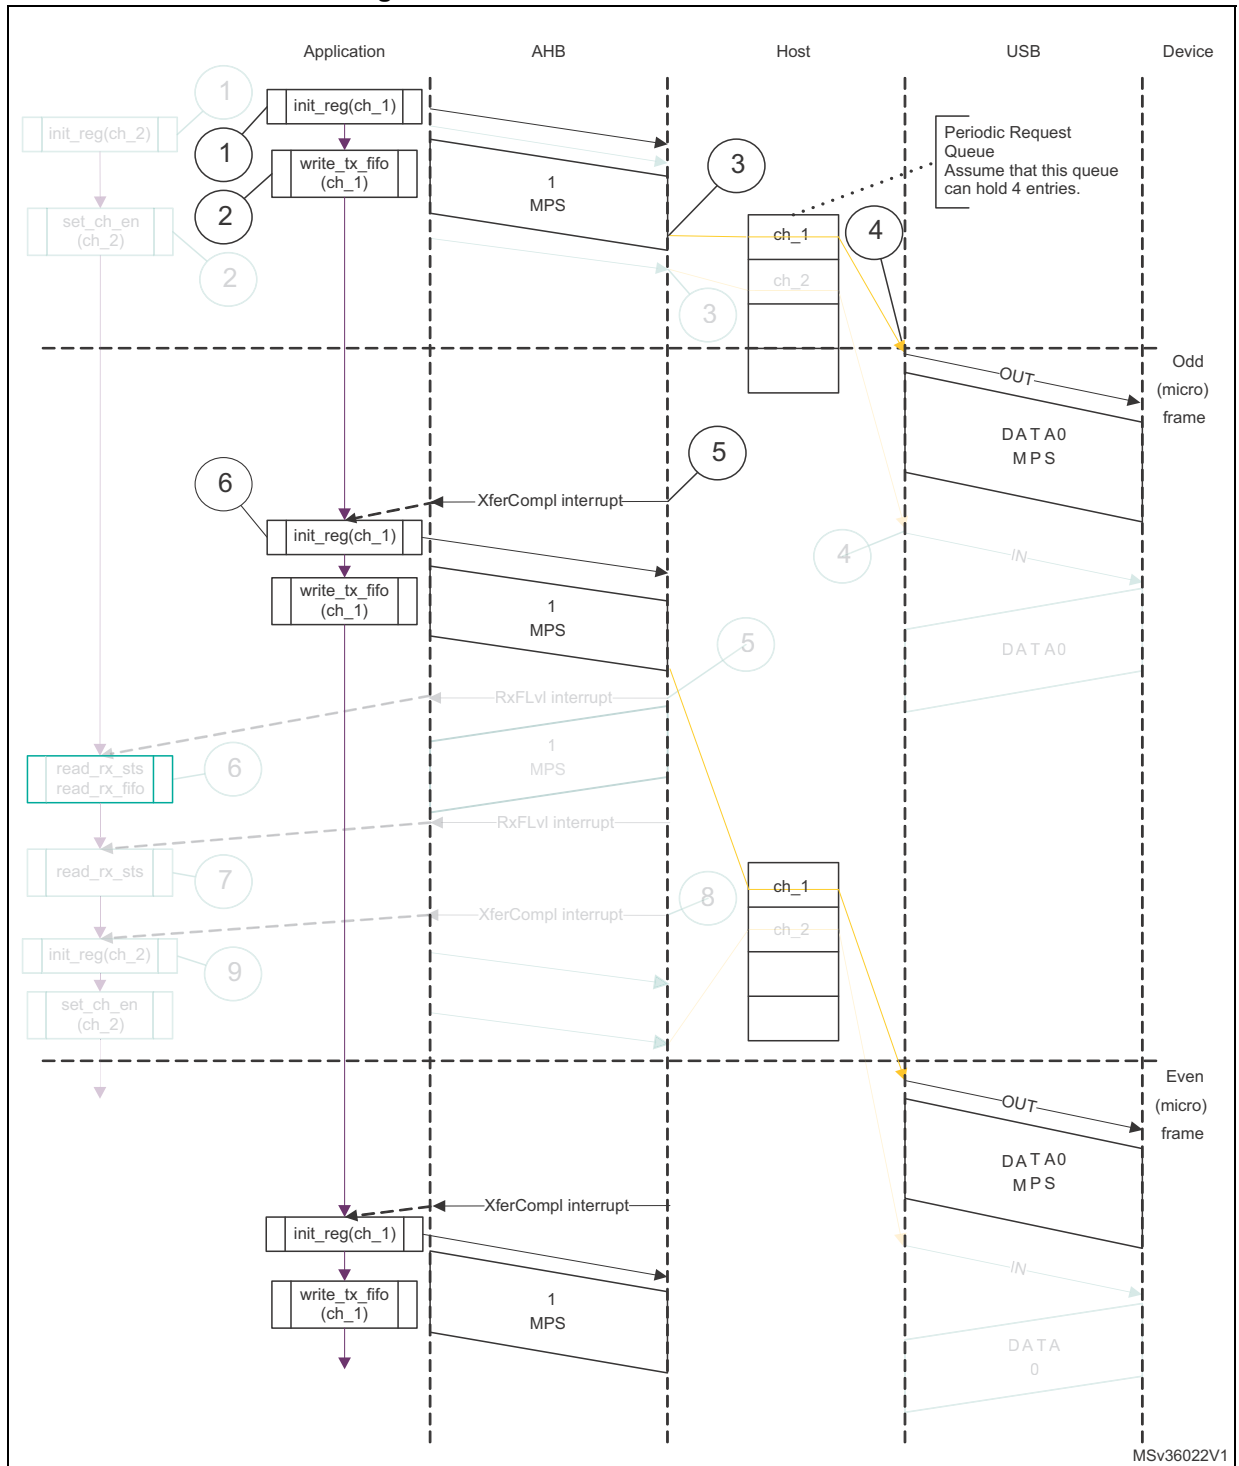 Application
AHB
Host
USB
Device
1
init_reg(ch_1)
init_reg(ch_2)
1
write_tx_fifo
(ch_1)
2
set_ch_en
(ch_2)
2
1
MPS
3
Periodic Request
Queue
Assume that this queue
can hold 4 entries.
ch_1
4
ch_2
3
Odd
(micro)
frame
OUT
DATA0
MPS
5
6
XferCompl interrupt
init_reg(ch_1)
4
IN
write_tx_fifo
(ch_1)
1
MPS
5
DATA0
RxFLvl interrupt
1
MPS
read_rx_sts
read_rx_fifo
6
RxFLvl interrupt
read_rx_sts
7
ch_1
8
XferCompl interrupt
ch_2
init_reg(ch_2)
9
set_ch_en
(ch_2)
Even
(micro)
frame
OUT
DATA0
MPS
XferCompl interrupt
init_reg(ch_1)
IN
write_tx_fifo
(ch_1)
1
MPS
DATA
0
MSv36022V1